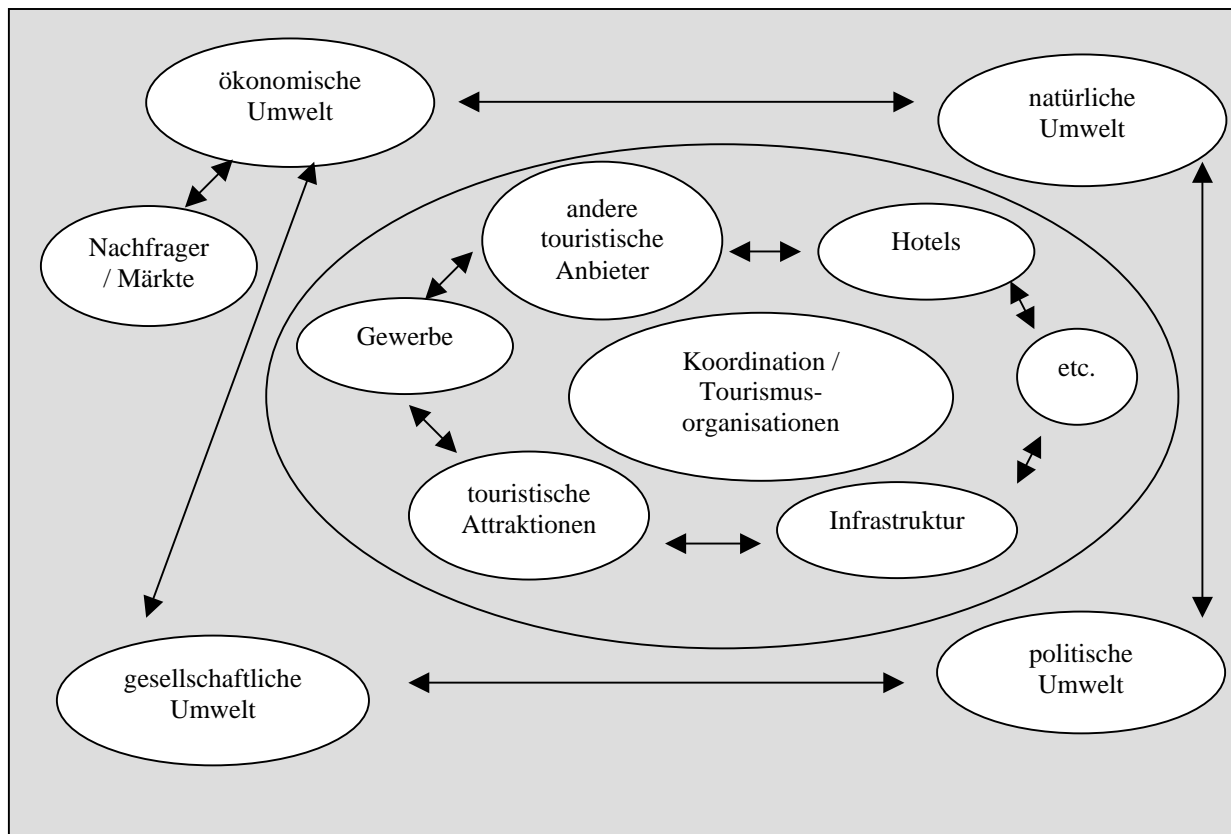 ökonomische
Umwelt
natürliche
Umwelt
Nachfrager
/ Märkte
andere
touristische
Anbieter
Hotels
Gewerbe
Koordination /
Tourismus-
organisationen
etc.
touristische
Attraktionen
Infrastruktur
gesellschaftliche
Umwelt
politische
Umwelt